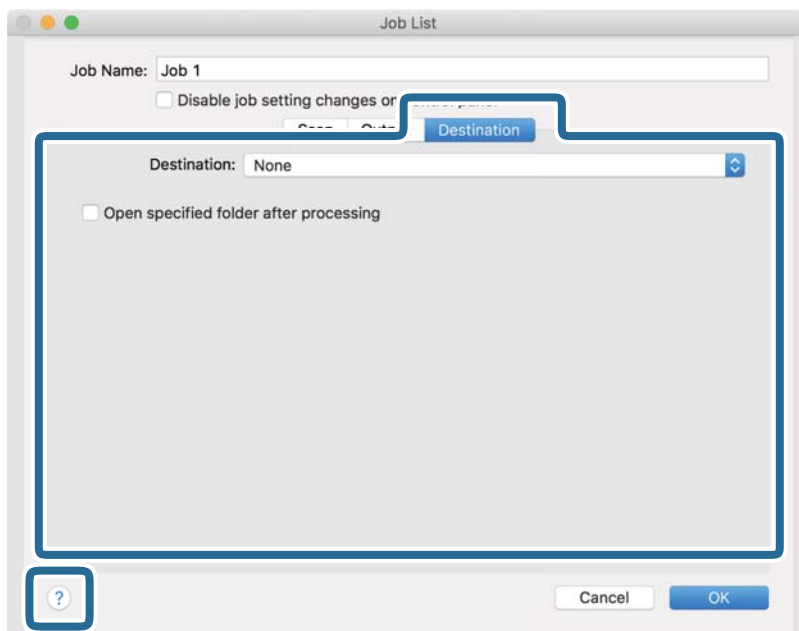 Job List
Job Name: Job 1
Disable job setting changes on
Destination
Destination: None
Open specified folder after processing
? Cancel OK